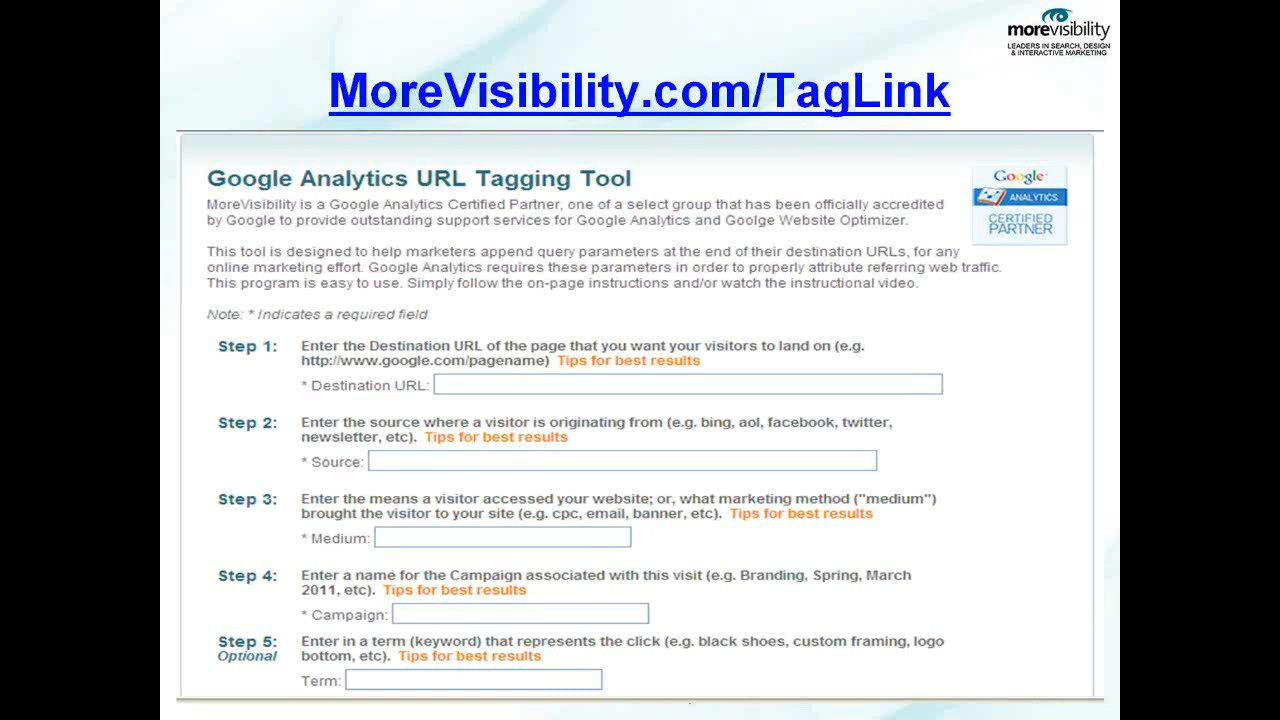 morevisibility
LEADERS IN SEARCH, DESIGN
& INTERACTIVE MARKETING
MoreVisibility.com/TagLink
Google Analytics URL Tagging Tool
MoreVisibility is a Google Analytics Certified Partner, one of a select group that has been officially accredited
by Google to provide outstanding support services for Google Analytics and Goolge Website Optimizer.
Google
ANALYTICS
CERTIFIED
PARTNER
This tool is designed to help marketers append query parameters at the end of their destination URLs, for any
online marketing effort. Google Analytics requires these parameters in order to properly attribute referring web traffic.
This program is easy to use. Simply follow the on-page instructions and/or watch the instructional video.
Note: * Indicates a required field
Step 1: Enter the Destination URL of the page that you want your visitors to land on (e.g.
http://www.google.com/pagename) Tips for best results
* Destination URL:
Step 2: Enter the source where a visitor is originating from (e.g. bing, aol, facebook, twitter,
newsletter, etc). Tips for best results
* Source:
Step 3: Enter the means a visitor accessed your website; or, what marketing method ("medium")
brought the visitor to your site (e.g. cpc, email, banner, etc). Tips for best results
* Medium:
Step 4: Enter a name for the Campaign associated with this visit (e.g. Branding, Spring, March
2011, etc). Tips for best results
* Campaign:
Step 5: Enter in a term (keyword) that represents the click (e.g. black shoes, custom framing, logo
Optional bottom, etc). Tips for best results
Term: